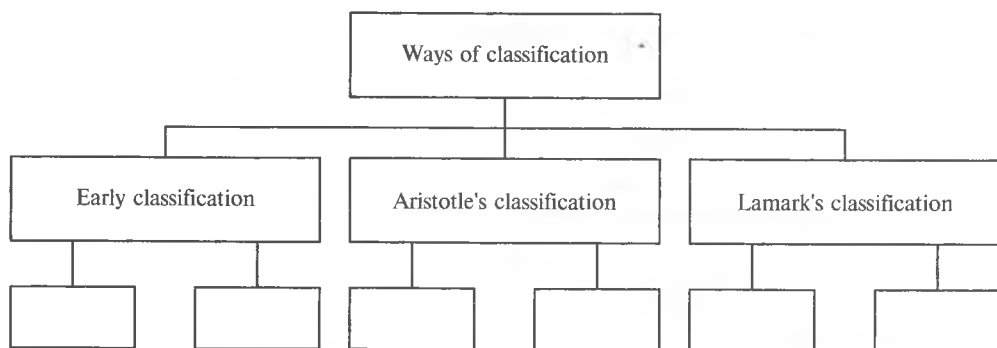 Ways of classification
Early classification
Aristotle's classification
Lamark's classification